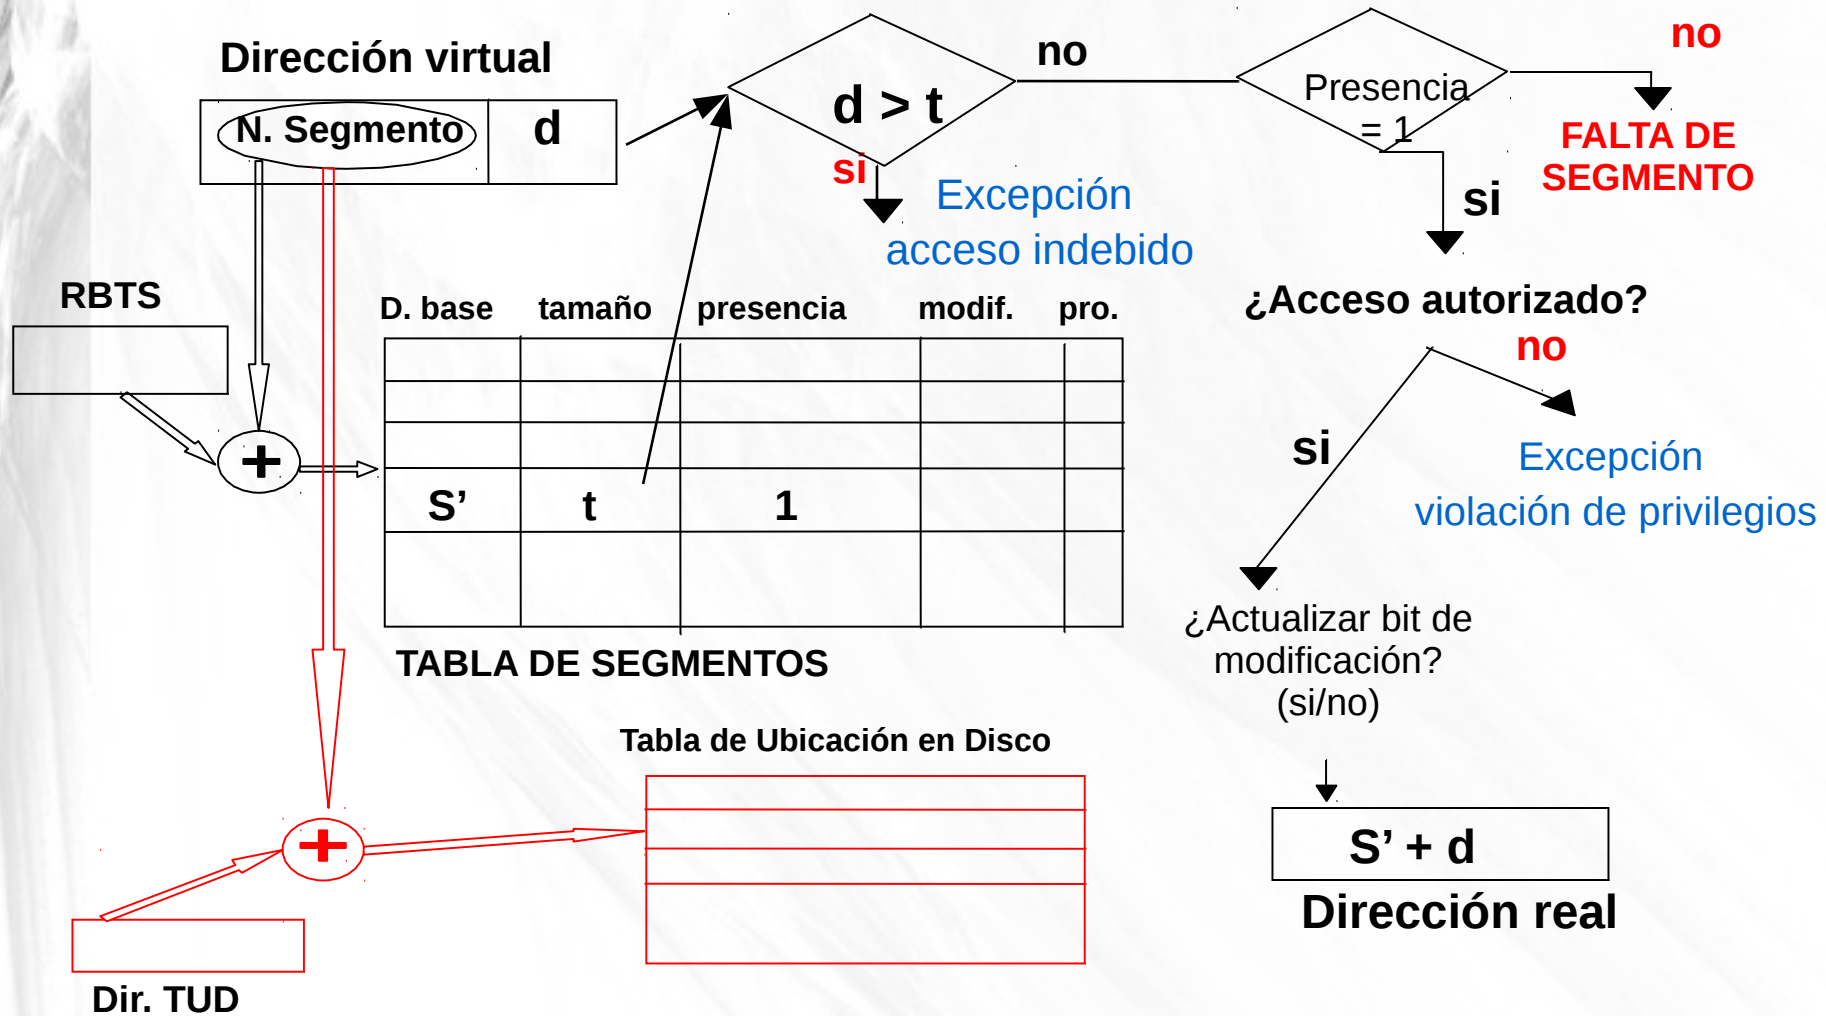 Dirección virtual
N. Segmento
d
d > t
no
si
Excepción
acceso indebido
Presencia
= 1
no
FALTA DE
SEGMENTO
si
RBTS
+
D. base tamaño presencia modif. pro.
S’ t 1
TABLA DE SEGMENTOS
¿Acceso autorizado?
no
si
Excepción
violación de privilegios
¿Actualizar bit de
modificación?
(si/no)
Tabla de Ubicación en Disco
+
Dir. TUD
S’ + d
Dirección real